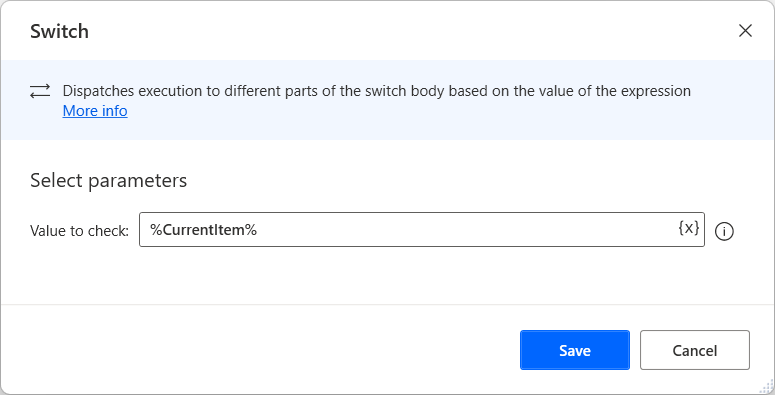 Switch
Dispatches execution to different parts of the switch body based on the value of the expression
More info
Select parameters
Value to check: %CurrentItem% {x}
Save Cancel